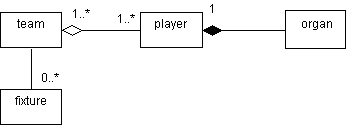 team 1..* 1..* player 1 organ
0..*
fixture